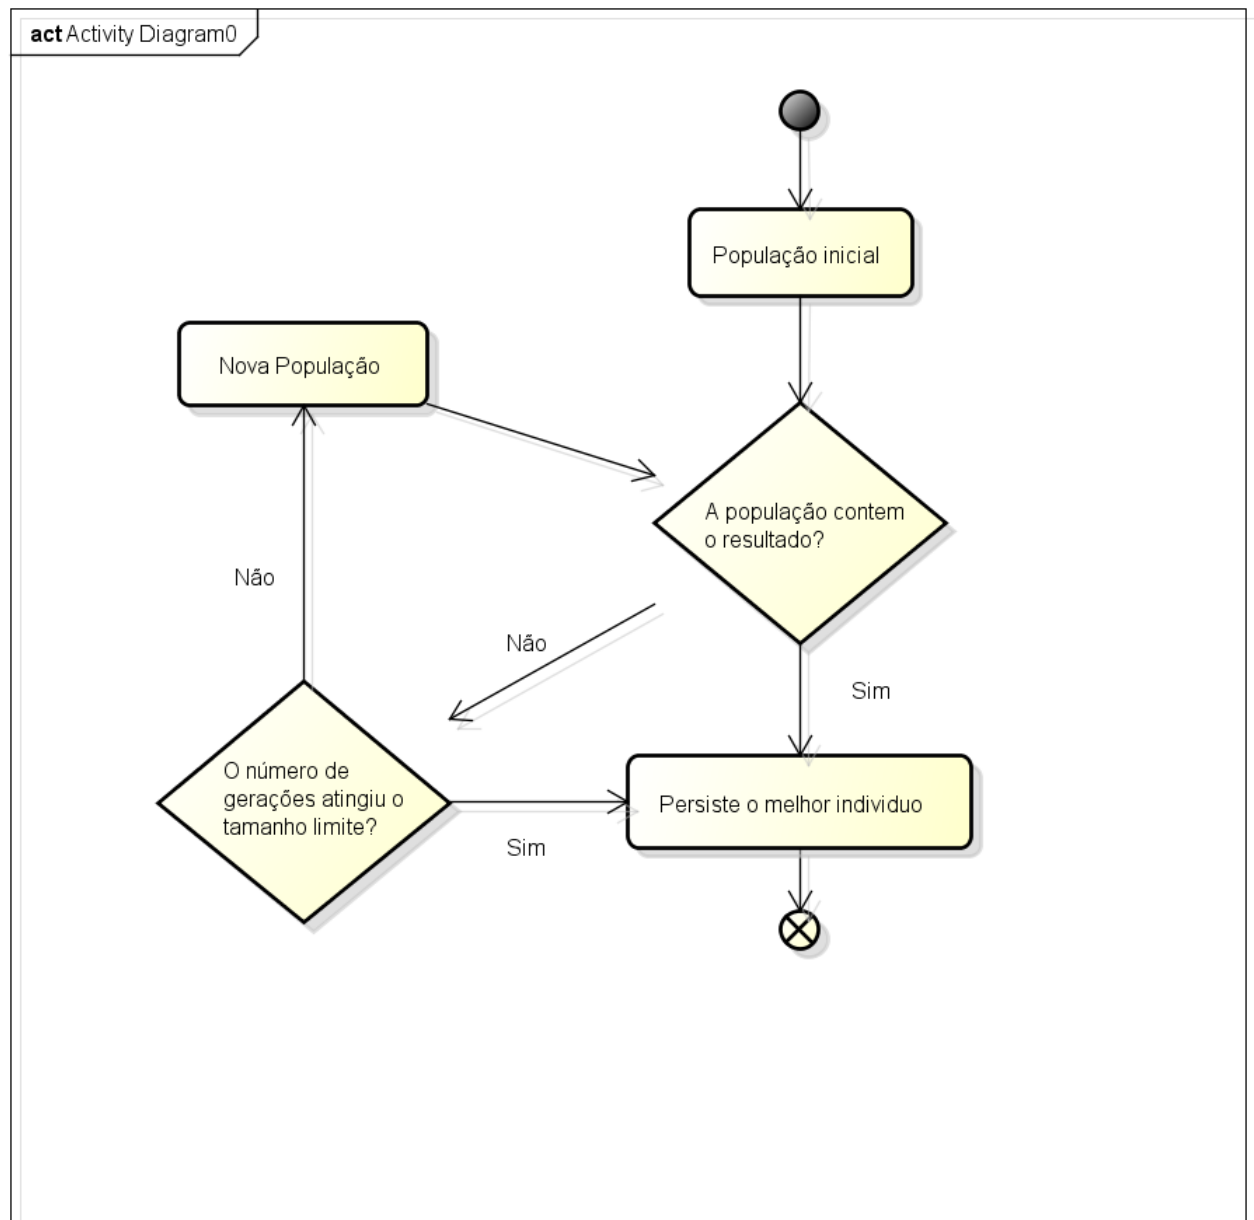 act Activity Diagram0
População inicial
Nova População
A população contem
o resultado?
Não
Não
Sim
O número de
gerações atingiu o
tamanho limite?
Persiste o melhor individuo
Sim